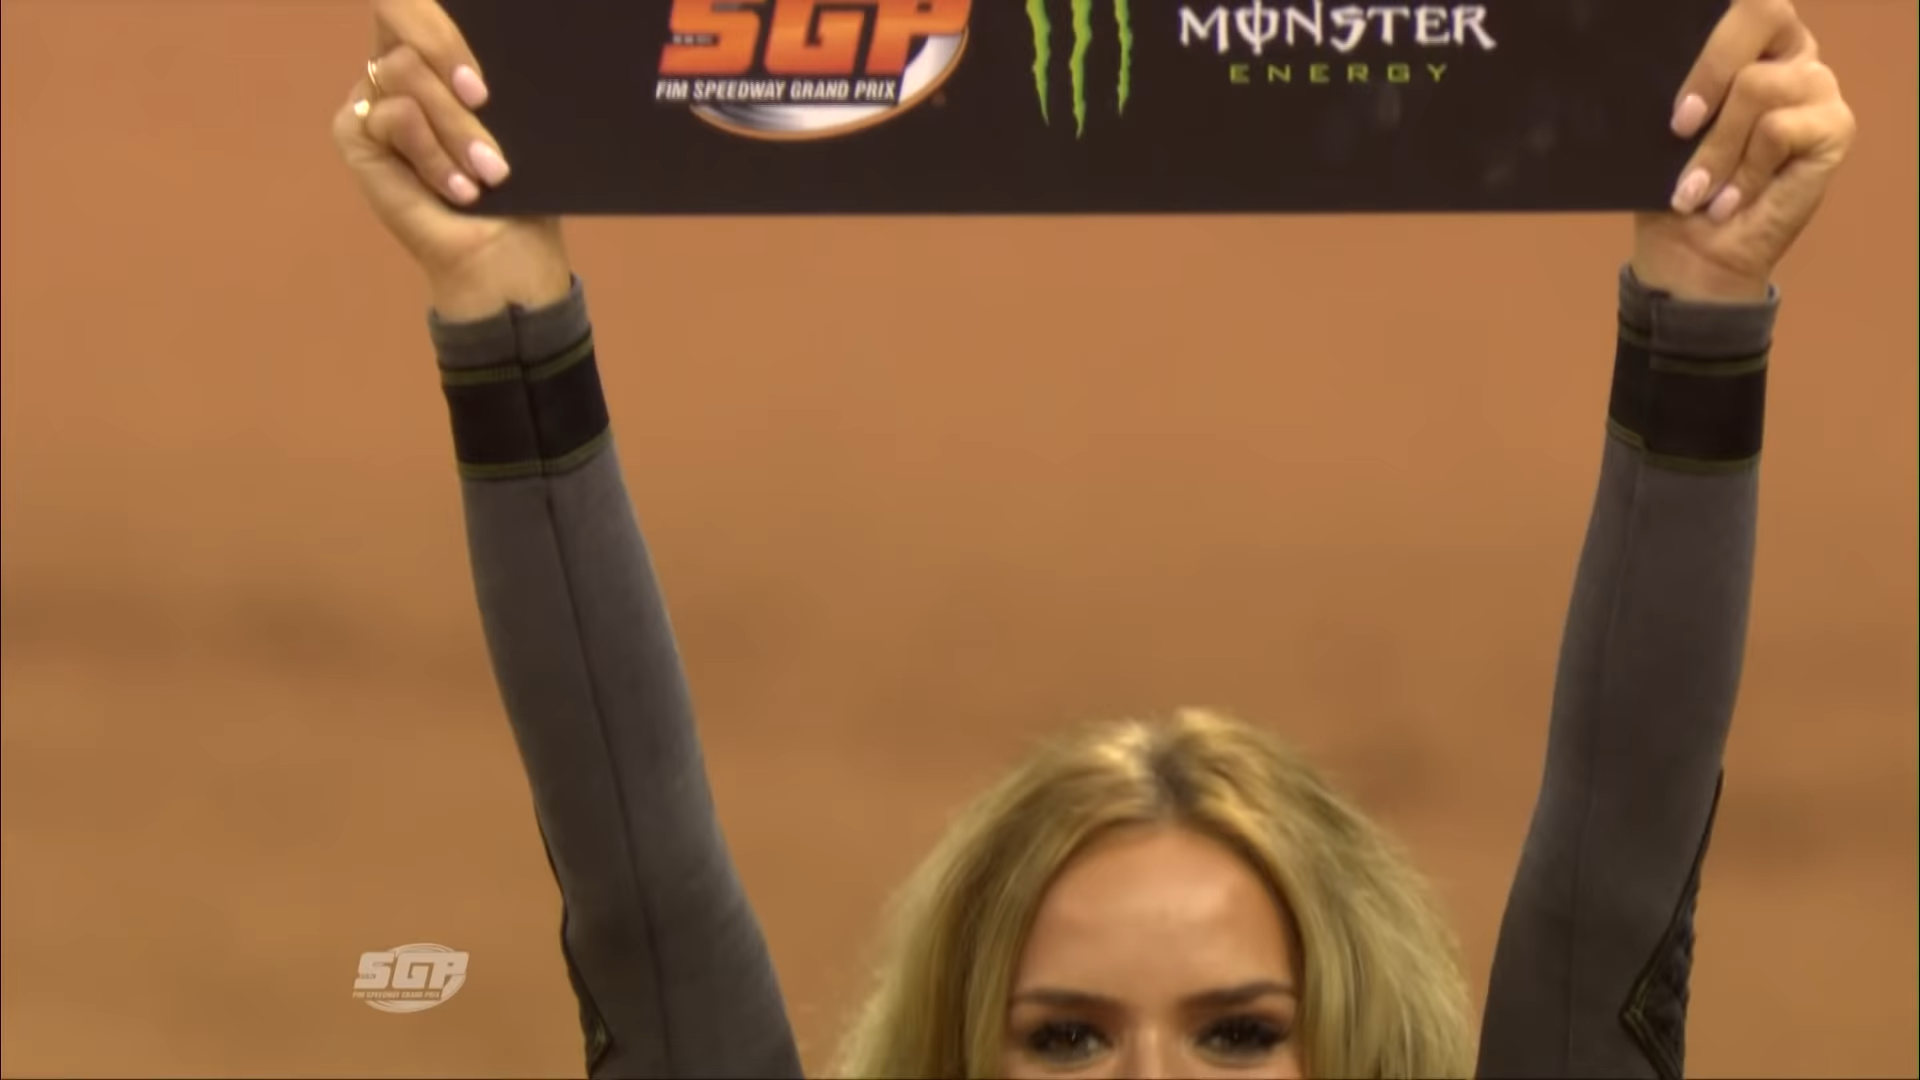 SGP
FIM SPEEDWAY GRAND PRIX
MONSTER
ENERGY
SGP
FIM SPEEDWAY GRAND PRIX